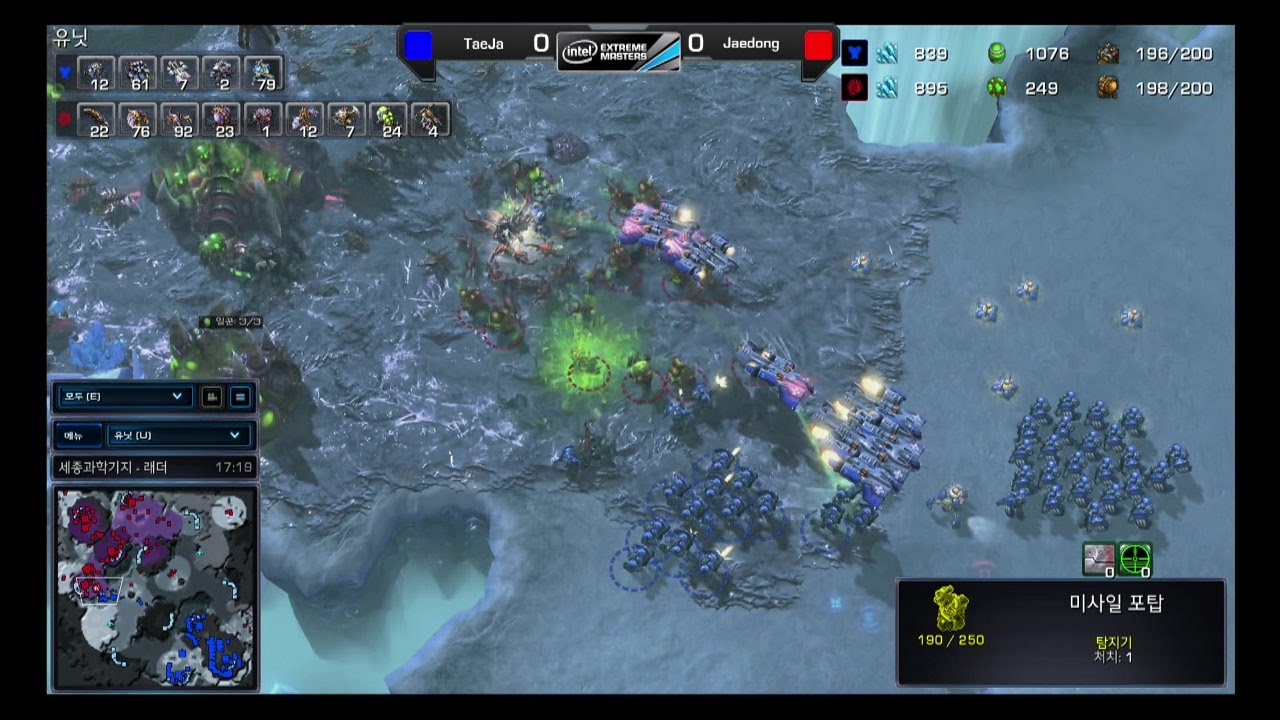 유닛
TaeJa 0 intel EXTREME MASTERS 0 Jaedong
839 1076 196/200
895 249 198/200
12 61 7 2 79
22 76 92 23 1 12 7 24 4
일꾼: 3/3
모두 (E)
메뉴 유닛 (U)
세종과학기지 - 래더 17:19
0 0
미사일 포탑
190 / 250
탐지기
처치: 1